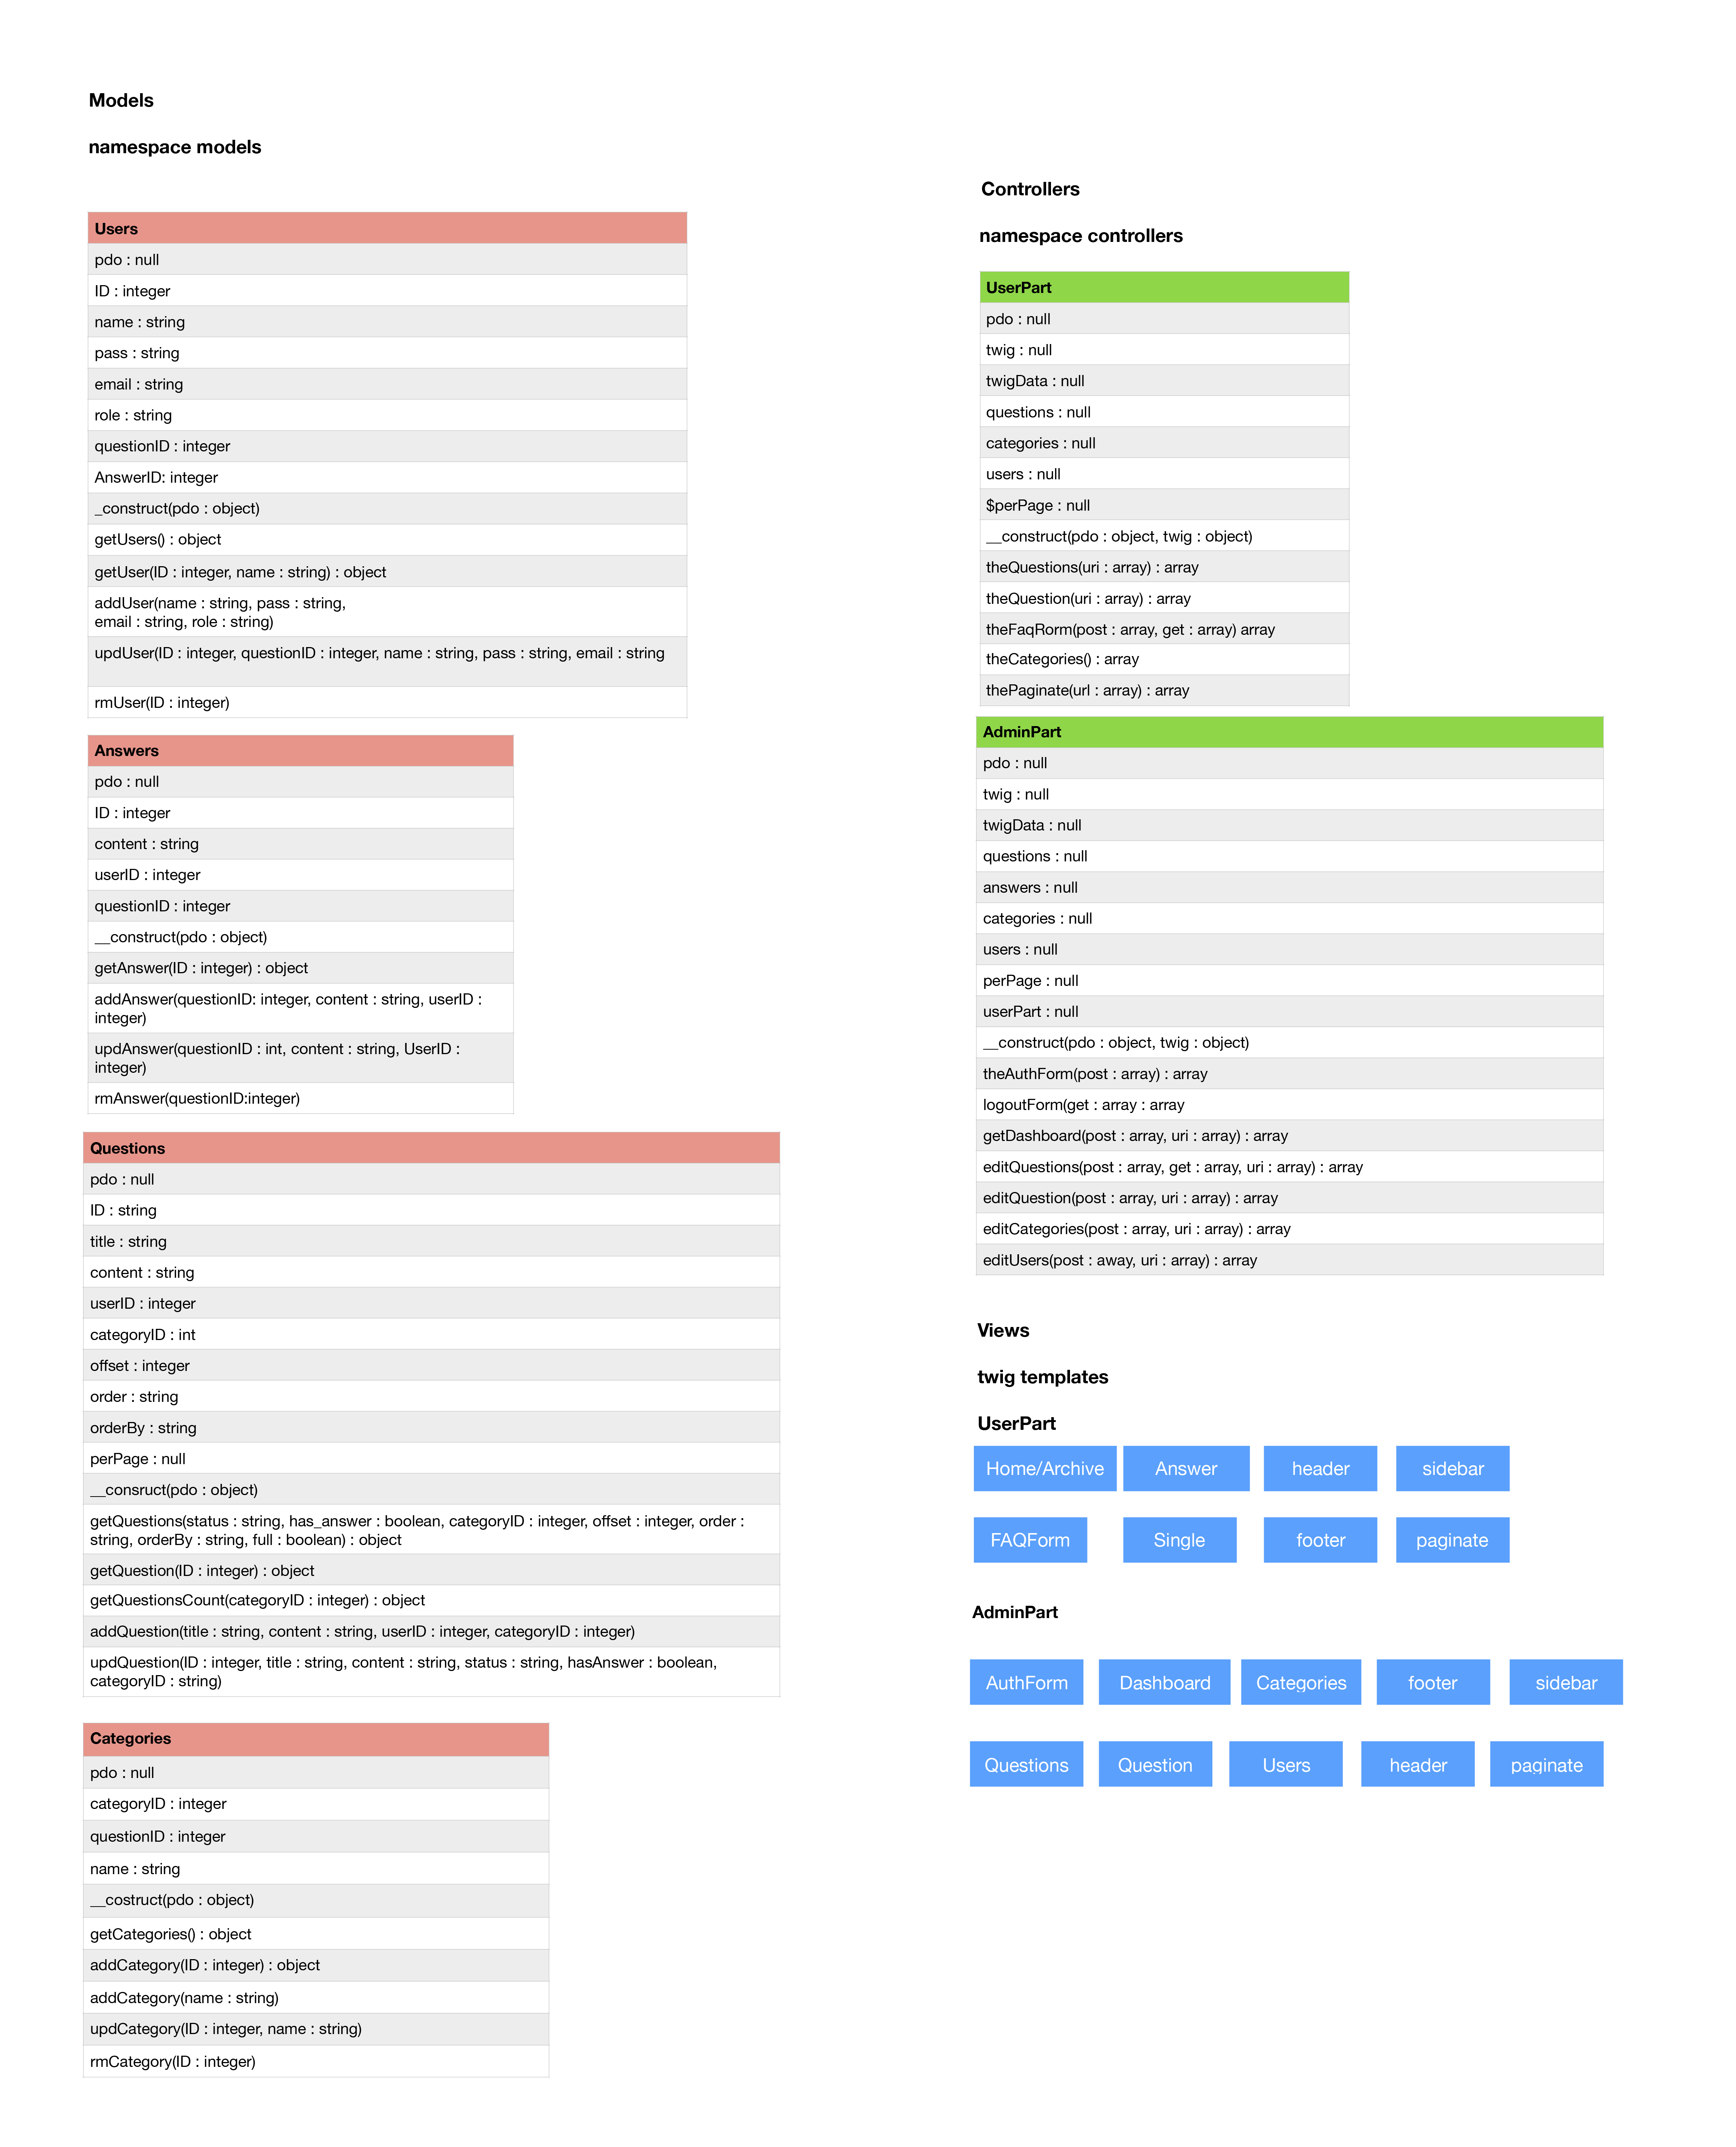 Models
namespace models
Users
pdo : null
ID : integer
name : string
pass : string
email : string
role : string
questionID : integer
AnswerID: integer
_construct(pdo : object)
getUsers() : object
getUser(ID : integer, name : string) : object
addUser(name : string, pass : string,
email : string, role : string)
updUser(ID : integer, questionID : integer, name : string, pass : string, email : string
rmUser(ID : integer)
Answers
pdo : null
ID : integer
content : string
userID : integer
questionID : integer
__construct(pdo : object)
getAnswer(ID : integer) : object
addAnswer(questionID: integer, content : string, userID :
integer)
updAnswer(questionID : int, content : string, UserID :
integer)
rmAnswer(questionID:integer)
Questions
pdo : null
ID : string
title : string
content : string
userID : integer
categoryID : int
offset : integer
order : string
orderBy : string
perPage : null
__consruct(pdo : object)
getQuestions(status : string, has_answer : boolean, categoryID : integer, offset : integer, order :
string, orderBy : string, full : boolean) : object
getQuestion(ID : integer) : object
getQuestionsCount(categoryID : integer) : object
addQuestion(title : string, content : string, userID : integer, categoryID : integer)
updQuestion(ID : integer, title : string, content : string, status : string, hasAnswer : boolean,
categoryID : string)
Categories
pdo : null
categoryID : integer
questionID : integer
name : string
__costruct(pdo : object)
getCategories() : object
addCategory(ID : integer) : object
addCategory(name : string)
updCategory(ID : integer, name : string)
rmCategory(ID : integer)
Controllers
namespace controllers
UserPart
pdo : null
twig : null
twigData : null
questions : null
categories : null
users : null
$perPage : null
__construct(pdo : object, twig : object)
theQuestions(uri : array) : array
theQuestion(uri : array) : array
theFaqRorm(post : array, get : array) array
theCategories() : array
thePaginate(url : array) : array
AdminPart
pdo : null
twig : null
twigData : null
questions : null
answers : null
categories : null
users : null
perPage : null
userPart : null
__construct(pdo : object, twig : object)
theAuthForm(post : array) : array
logoutForm(get : array : array
getDashboard(post : array, uri : array) : array
editQuestions(post : array, get : array, uri : array) : array
editQuestion(post : array, uri : array) : array
editCategories(post : array, uri : array) : array
editUsers(post : away, uri : array) : array
Views
twig templates
UserPart
Home/Archive Answer header sidebar
FAQForm Single footer paginate
AdminPart
AuthForm Dashboard Categories footer sidebar
Questions Question Users header paginate